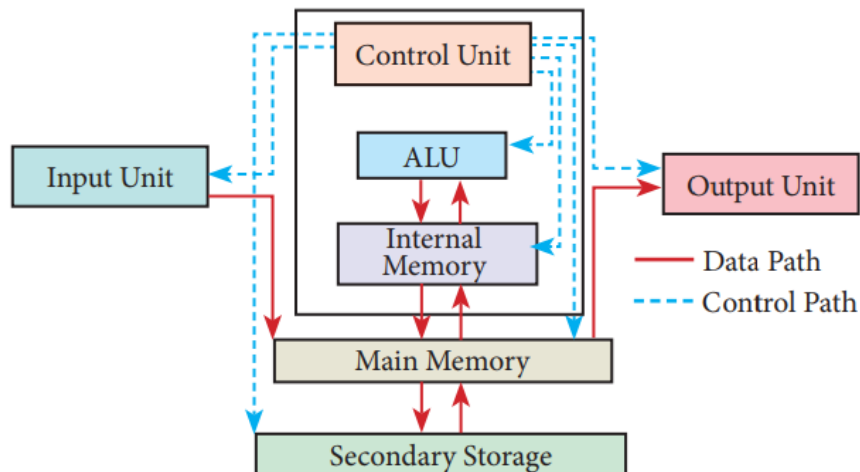 Control Unit
ALU
Input Unit
Output Unit
Internal
Memory
Data Path
Control Path
Main Memory
Secondary Storage